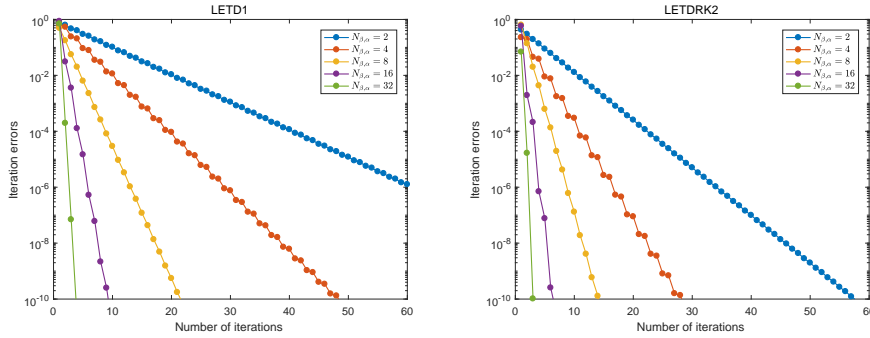 LETD1
LETDRK2
10^0
10^-2
10^-4
10^-6
10^-8
10^-10
Iteration errors
0 10 20 30 40 50 60
Number of iterations
N_{β,α} = 2
N_{β,α} = 4
N_{β,α} = 8
N_{β,α} = 16
N_{β,α} = 32
10^0
10^-2
10^-4
10^-6
10^-8
10^-10
Iteration errors
0 10 20 30 40 50 60
Number of iterations
N_{β,α} = 2
N_{β,α} = 4
N_{β,α} = 8
N_{β,α} = 16
N_{β,α} = 32